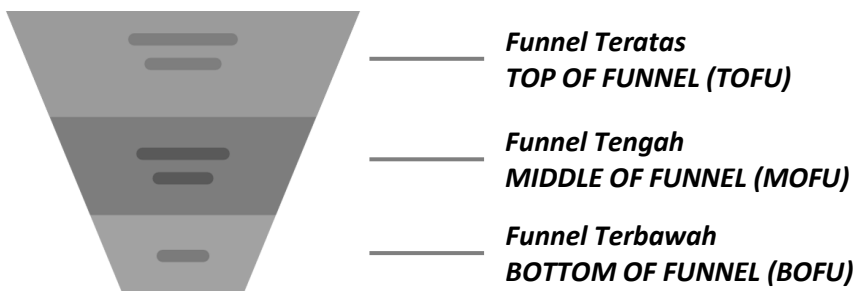 Funnel Teratas
TOP OF FUNNEL (TOFU)
Funnel Tengah
MIDDLE OF FUNNEL (MOFU)
Funnel Terbawah
BOTTOM OF FUNNEL (BOFU)